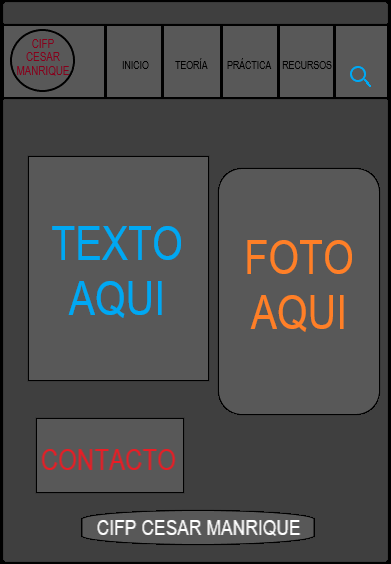 CIFP
CESAR
MANRIQUE
INICIO
TEORÍA
PRÁCTICA
RECURSOS
TEXTO
AQUI
FOTO
AQUI
CONTACTO
CIFP CESAR MANRIQUE